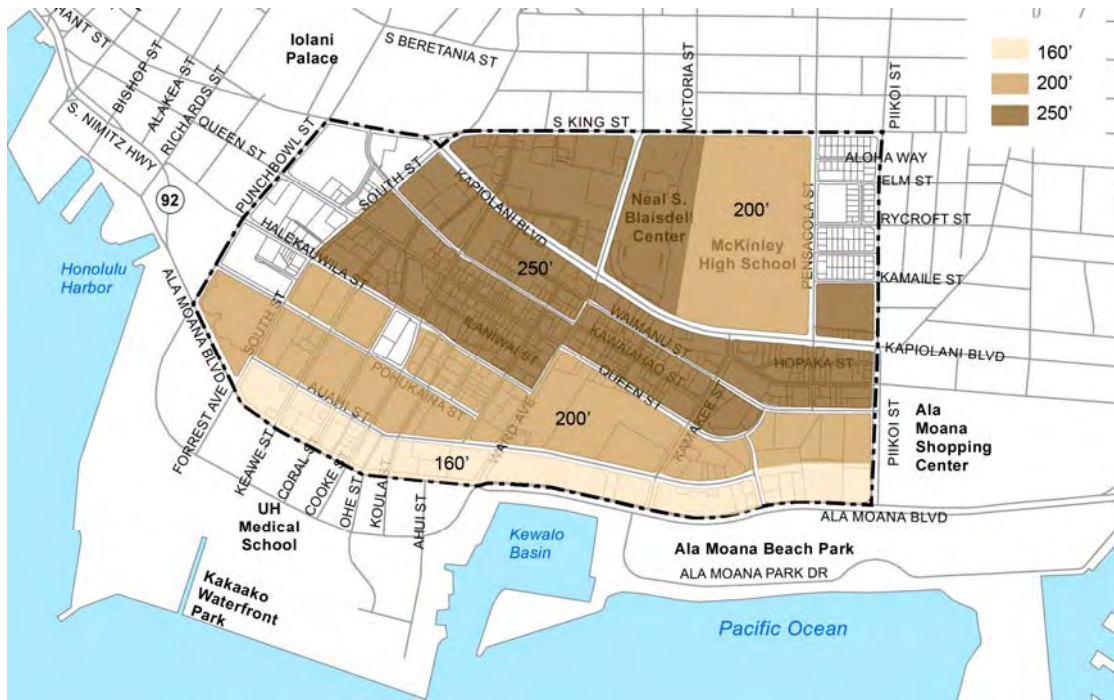 HANT ST
BISHOP ST
ALAKEA ST
RICHARDS ST
Iolani
Palace
S BERETANIA ST
VICTORIA ST
PIIKOI ST
160'
200'
250'
S. NIMITZ HWY
QUEEN ST
PUNCHBOWL ST
S KING ST
ALOHA WAY
ELM ST
92
SOUTH ST
KAPIOLANI BLVD
Neal S.
Blaisdell
Center
200'
McKinley
High School
PENSACOLA ST
RYCROFT ST
HALEKAUWILA ST
250'
KAMAILE ST
Honolulu
Harbor
ALA MOANA BLVD
SOUTH ST
ILANIWAI ST
WAIMANU ST
KAWAIAHAO ST
HOPAKA ST
KAPIOLANI BLVD
POHUKAINA ST
AUAHI ST
QUEEN ST
KAMAKEE ST
200'
WARD AVE
PIIKOI ST
Ala
Moana
Shopping
Center
FORREST AVE
160'
KEAWE ST
CORAL ST
COOKE ST
OHE ST
KOULA ST
AHUI ST
ALA MOANA BLVD
UH
Medical
School
Kewalo
Basin
Ala Moana Beach Park
ALA MOANA PARK DR
Kakaako
Waterfront
Park
Pacific Ocean